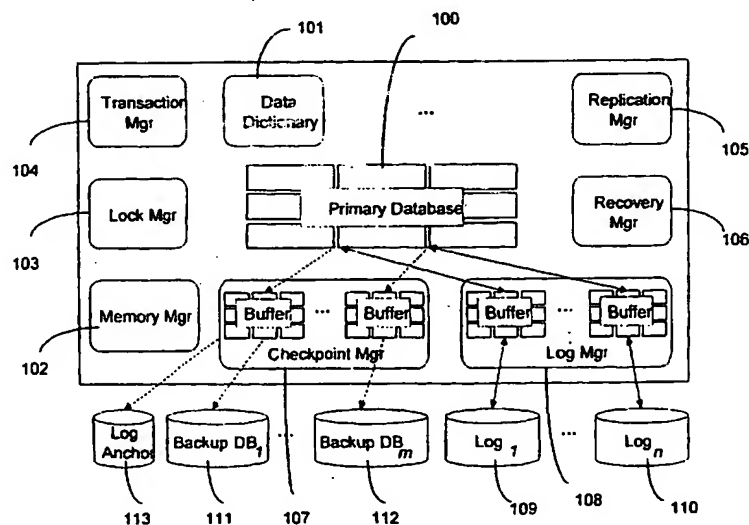 101
100
Transaction
Mgr
Data
Dictionary
...
Replication
Mgr
104
105
Primary Database
Lock Mgr
Recovery
Mgr
103
106
Memory Mgr
Buffer
...
Buffer
Checkpoint Mgr
Buffer
...
Buffer
Log Mgr
102
Log
Anchor
Backup DB1
...
Backup DBm
Log 1
...
Logn
113
111
107
112
109
108
110